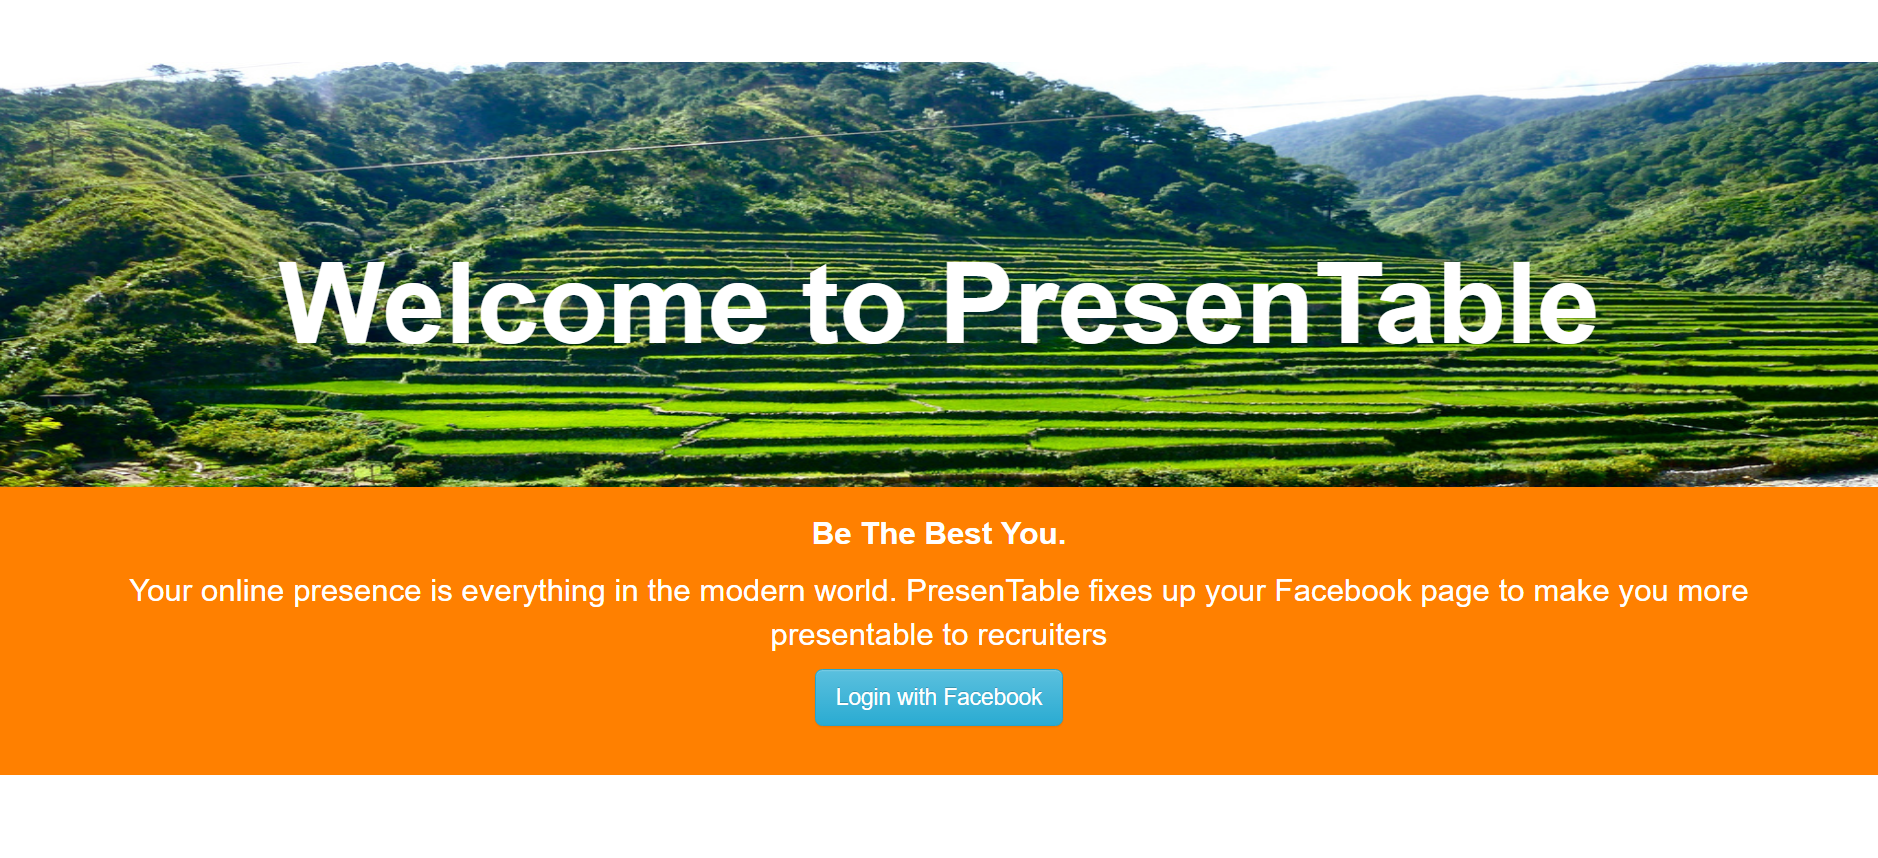 Welcome to PresenTable
Be The Best You.
Your online presence is everything in the modern world. PresenTable fixes up your Facebook page to make you more
presentable to recruiters
Login with Facebook